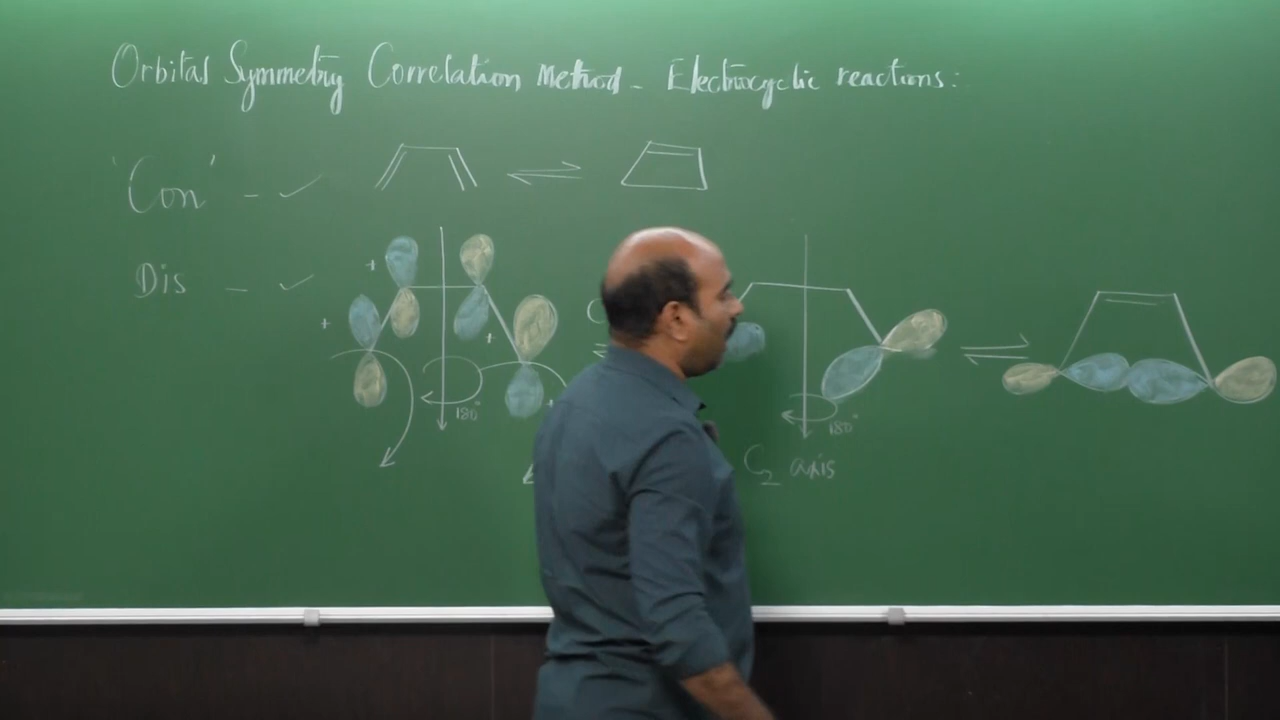 Orbital Symmetry Correlation Method - Electrocyclic reactions:
'Con' - ✓
Dis - ✓
+
+
+
180°
180°
C₂ axis